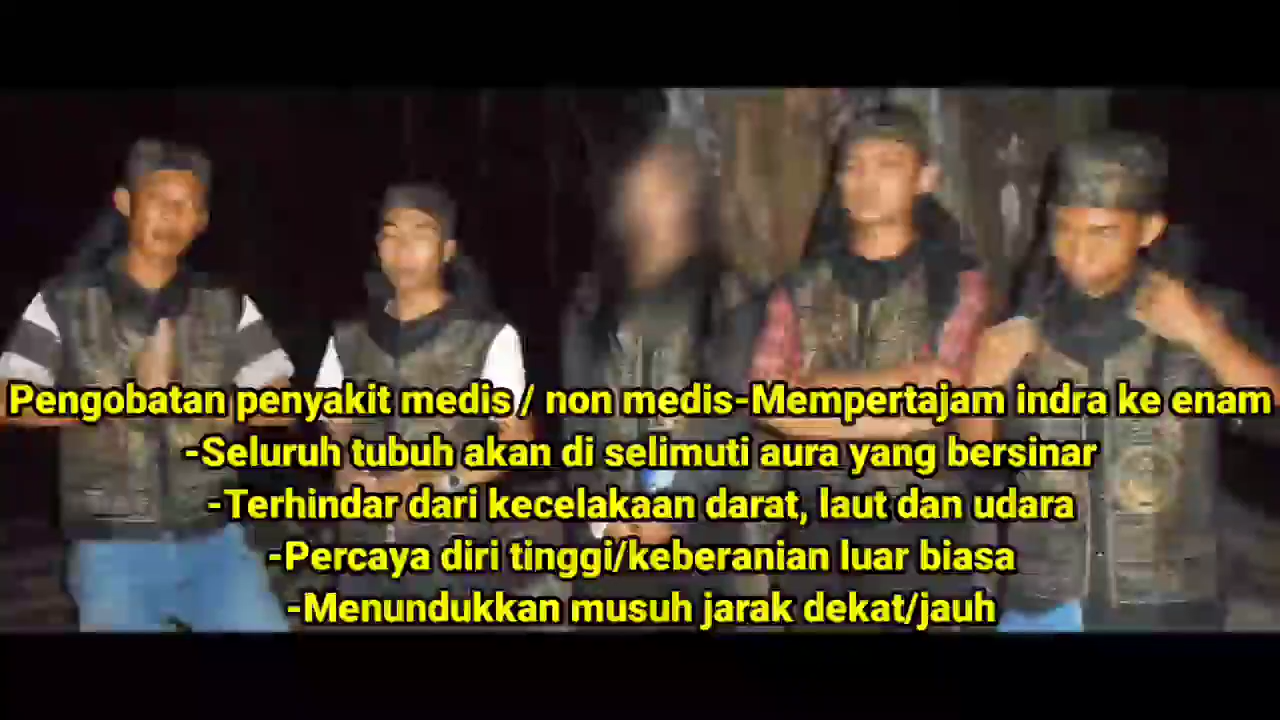 Pengobatan penyakit medis / non medis-Mempertajam indra ke enam
-Seluruh tubuh akan di selimuti aura yang bersinar
-Terhindar dari kecelakaan darat, laut dan udara
-Percaya diri tinggi/keberanian luar biasa
-Menundukkan musuh jarak dekat/jauh